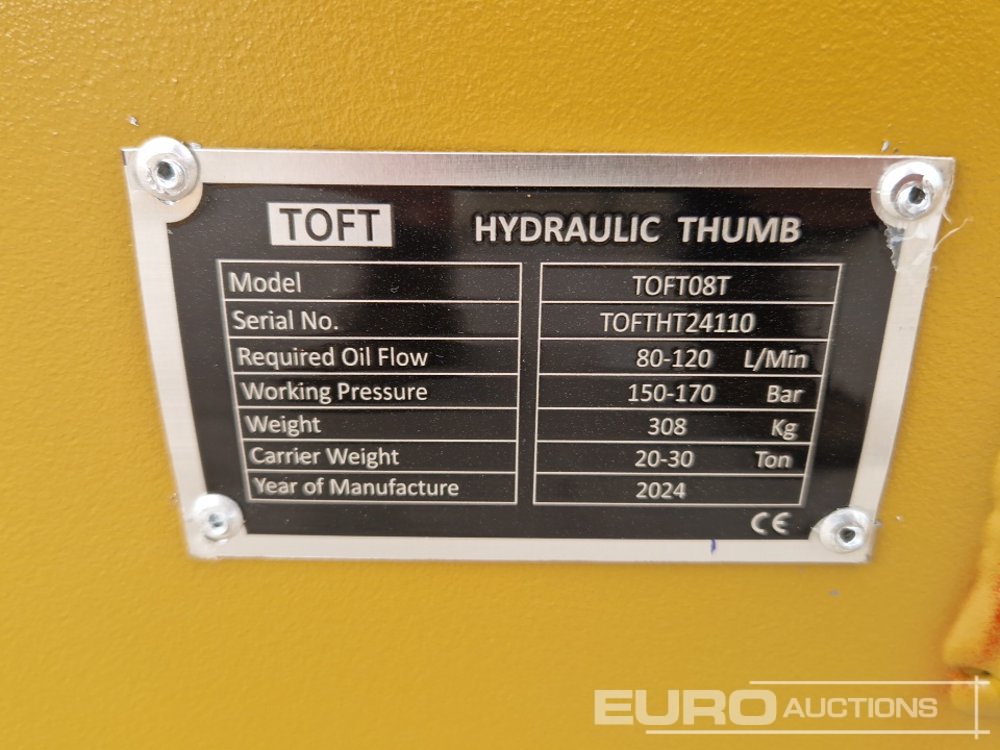 TOFT HYDRAULIC THUMB
Model TOFT08T
Serial No. TOFTHT24110
Required Oil Flow 80-120 L/Min
Working Pressure 150-170 Bar
Weight 308 Kg
Carrier Weight 20-30 Ton
Year of Manufacture 2024
CE
EURO AUCTIONS